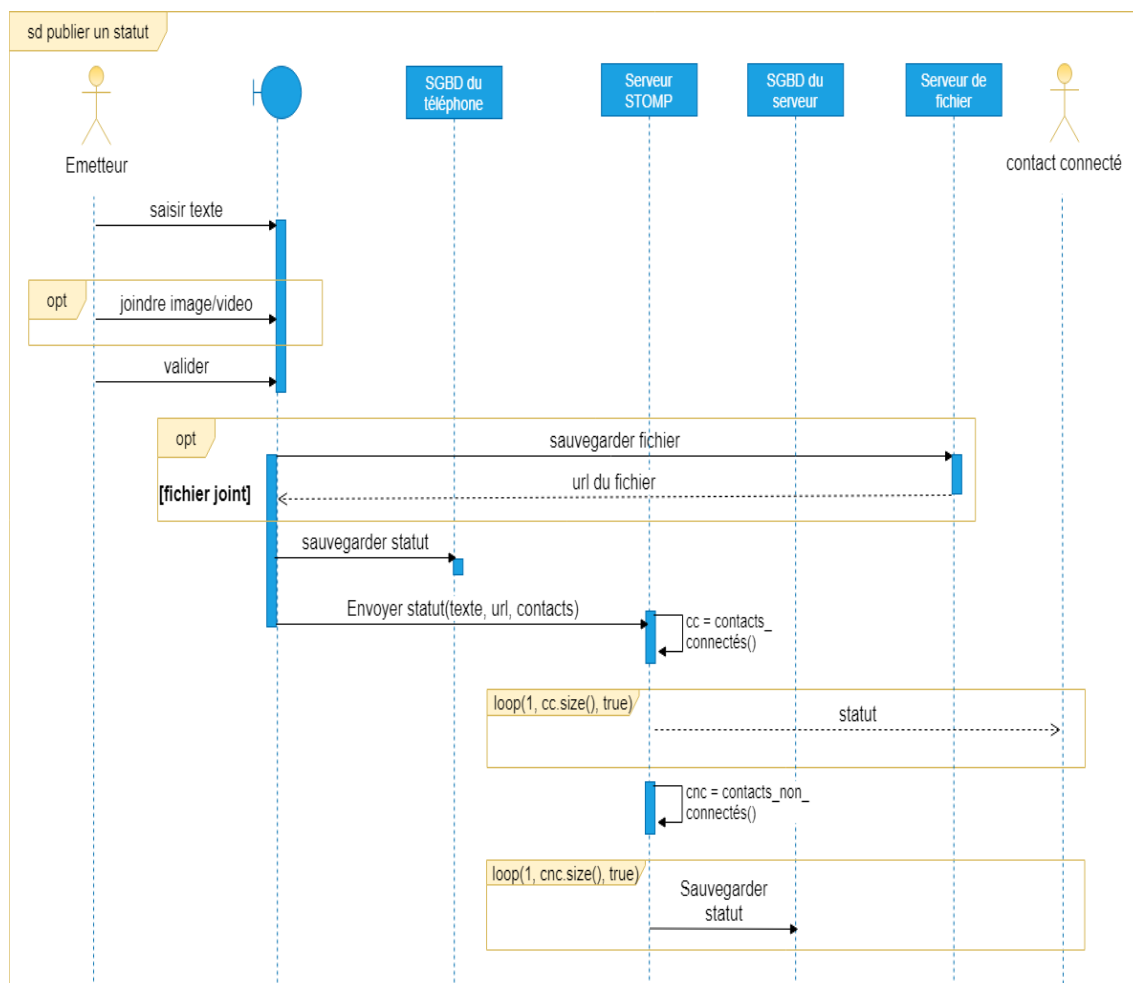 sd publier un statut
SGBD du
téléphone
Serveur
STOMP
SGBD du
serveur
Serveur de
fichier
Emetteur
contact connecté
saisir texte
opt
joindre image/video
valider
opt
sauvegarder fichier
[fichier joint]
url du fichier
sauvegarder statut
Envoyer statut(texte, url, contacts)
cc = contacts_
connectés()
loop(1, cc.size(), true)
statut
cnc = contacts_non_
connectés()
loop(1, cnc.size(), true)
Sauvegarder
statut